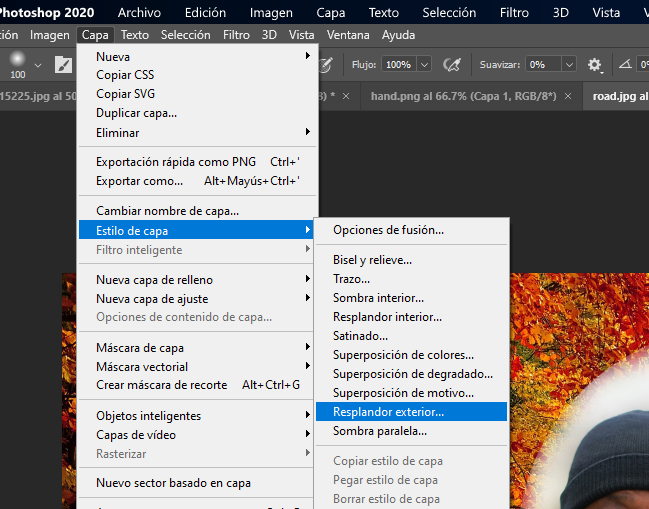 Photoshop 2020 Archivo Edición Imagen Capa Texto Selección Filtro 3D Vista Ventana
ción Imagen Capa Texto Selección Filtro 3D Vista Ventana Ayuda
100 Flujo: 100% Suavizar: 0% 0%
15225.jpg al 50 3) * × hand.png al 66.7% (Capa 1, RGB/8*) × road.jpg al
Nueva
Copiar CSS
Copiar SVG
Duplicar capa...
Eliminar
Exportación rápida como PNG Ctrl+'
Exportar como... Alt+Mayús+Ctrl+'
Cambiar nombre de capa...
Estilo de capa
Filtro inteligente
Nueva capa de relleno
Nueva capa de ajuste
Opciones de contenido de capa...
Máscara de capa
Máscara vectorial
Crear máscara de recorte Alt+Ctrl+G
Objetos inteligentes
Capas de vídeo
Rasterizar
Nuevo sector basado en capa
Opciones de fusión...
Bisel y relieve...
Trazo...
Sombra interior...
Resplandor interior...
Satinado...
Superposición de colores...
Superposición de degradado...
Superposición de motivo...
Resplandor exterior...
Sombra paralela...
Copiar estilo de capa
Pegar estilo de capa
Borrar estilo de capa